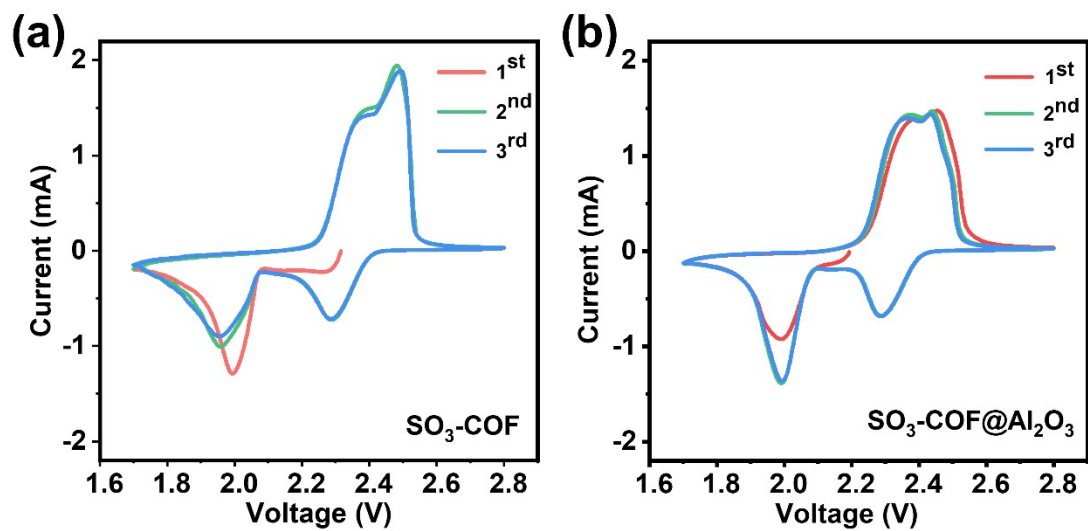 (a)
2
1
0
-1
-2
Current (mA)
1st
2nd
3rd
SO3-COF
1.6 1.8 2.0 2.2 2.4 2.6 2.8
Voltage (V)
(b)
2
1
0
-1
-2
Current (mA)
1st
2nd
3rd
SO3-COF@Al2O3
1.6 1.8 2.0 2.2 2.4 2.6 2.8
Voltage (V)